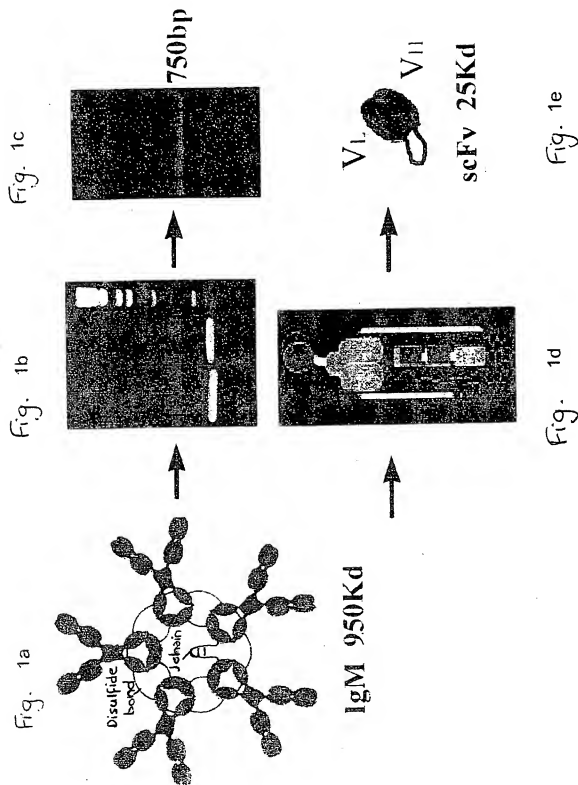 Fig. 1a
Fig. 1b
Fig. 1c
Disulfide
bond
Jchain
750bp
IgM 950Kd
VL
VH
scFv 25Kd
Fig. 1d
Fig. 1e